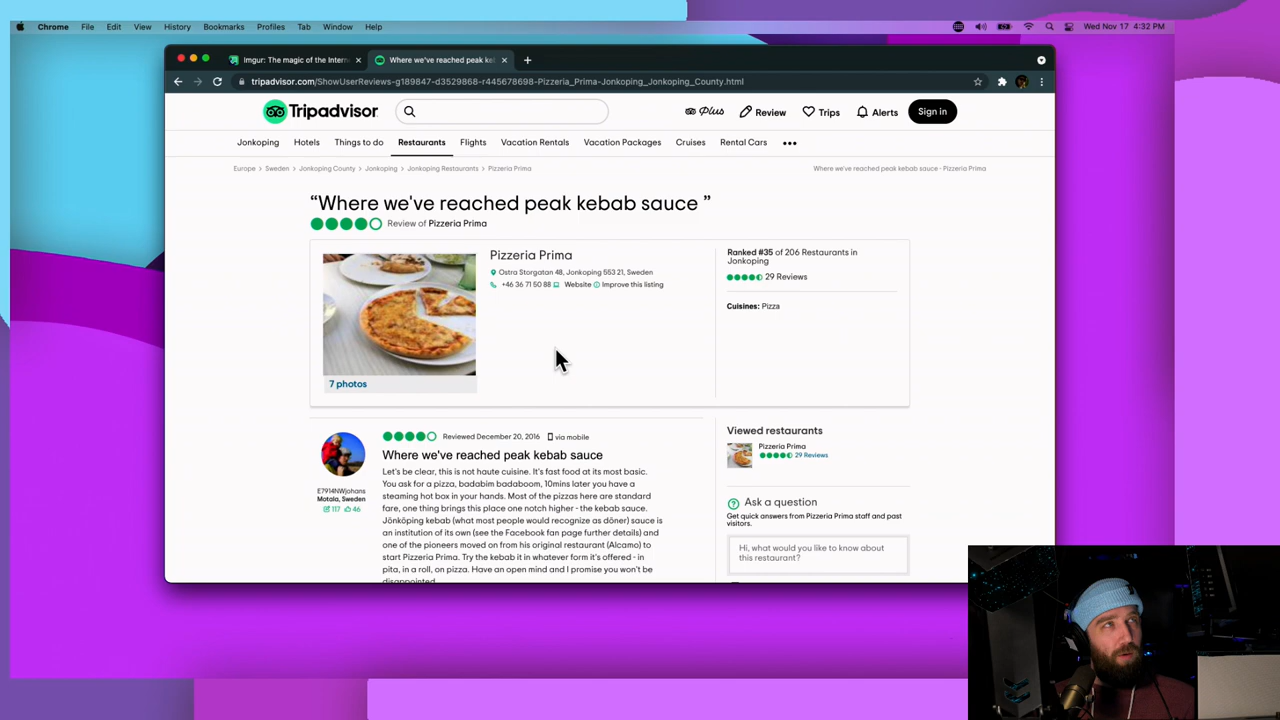 Chrome File Edit View History Bookmarks Profiles Tab Window Help Wed Nov 17 4:32 PM
Imgur: The magic of the Intern Where we've reached peak ke
tripadvisor.com/ShowUserReviews-g189847-d3529868-r445678698-Pizzeria_Prima-Jonkoping_Jonkoping_County.html
Tripadvisor Plus Review Trips Alerts Sign in
Jonkoping Hotels Things to do Restaurants Flights Vacation Rentals Vacation Packages Cruises Rental Cars
Europe > Sweden > Jonkoping County > Jonkoping > Jonkoping Restaurants > Pizzeria Prima Where we've reached peak kebab sauce - Pizzeria Prima
“Where we've reached peak kebab sauce ”
Review of Pizzeria Prima
Pizzeria Prima
Ostra Storgatan 48, Jonkoping 553 21, Sweden
+46 36 71 50 88 Website Improve this listing
7 photos
Ranked #35 of 206 Restaurants in
Jonkoping
29 Reviews
Cuisines: Pizza
E7914NWjohans
Motala, Sweden
117 46
Reviewed December 20, 2016 via mobile
Where we've reached peak kebab sauce
Let's be clear, this is not haute cuisine. It's fast food at its most basic.
You ask for a pizza, badabim badaboom, 10mins later you have a
steaming hot box in your hands. Most of the pizzas here are standard
fare, one thing brings this place one notch higher - the kebab sauce.
Jönköping kebab (what most people would recognize as döner) sauce is
an institution of its own (see the Facebook fan page further details) and
one of the pioneers moved on from his original restaurant (Alcamo) to
start Pizzeria Prima. Try the kebab it in whatever form it's offered - in
pita, in a roll, on pizza. Have an open mind and I promise you won't be
disappointed
Viewed restaurants
Pizzeria Prima
29 Reviews
Ask a question
Get quick answers from Pizzeria Prima staff and past
visitors.
Hi, what would you like to know about
this restaurant?